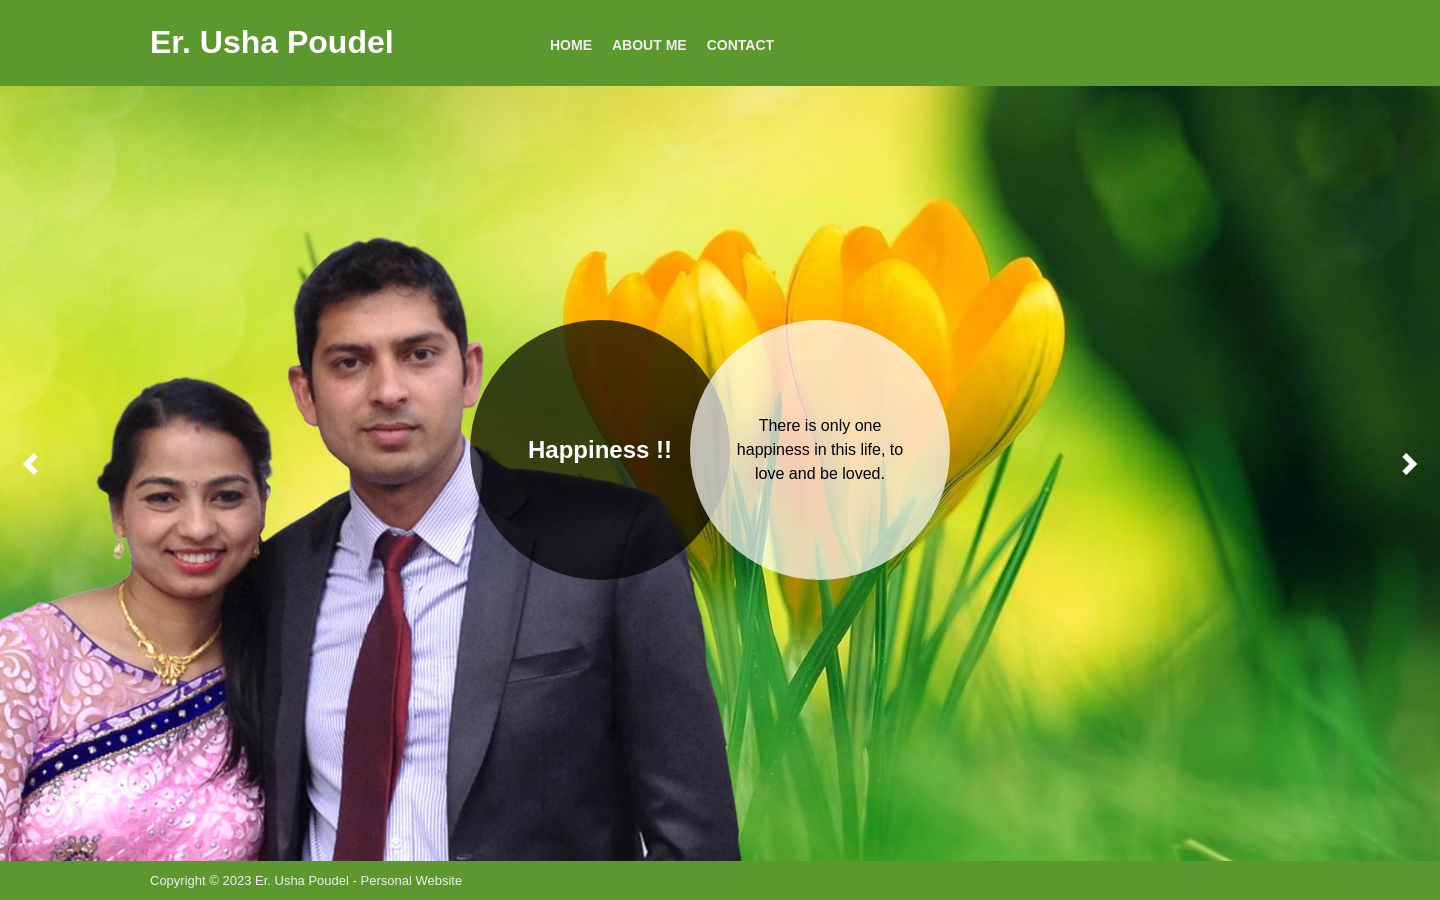 Er. Usha Poudel
HOME ABOUT ME CONTACT
Happiness !!
There is only one
happiness in this life, to
love and be loved.
Copyright © 2023 Er. Usha Poudel - Personal Website